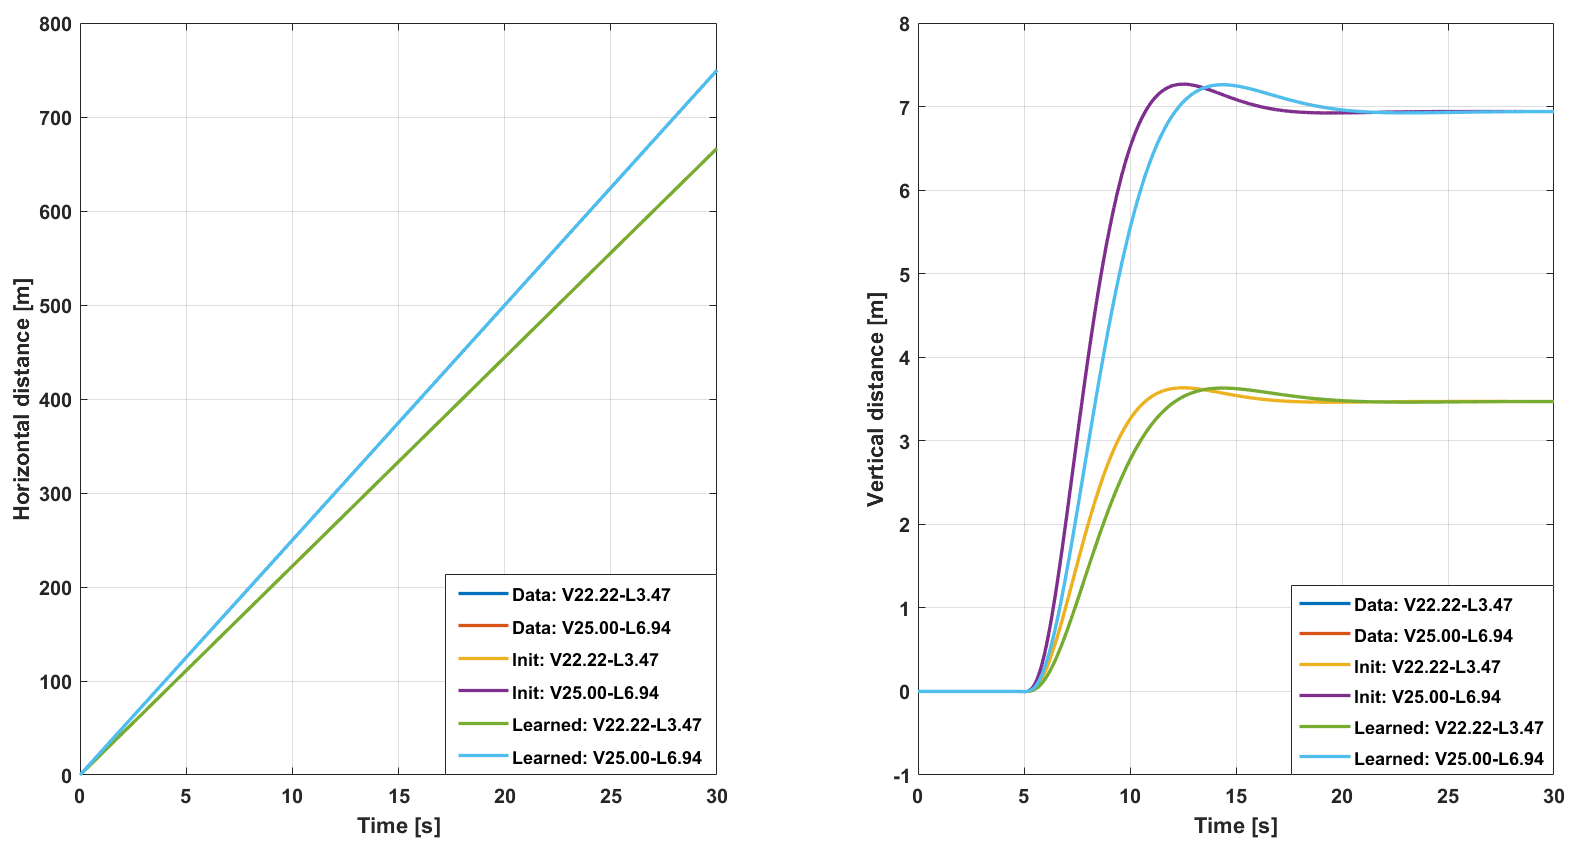 800
700
600
500
400
300
200
100
0
Horizontal distance [m]
0 5 10 15 20 25 30
Time [s]
Data: V22.22-L3.47
Data: V25.00-L6.94
Init: V22.22-L3.47
Init: V25.00-L6.94
Learned: V22.22-L3.47
Learned: V25.00-L6.94
8
7
6
5
4
3
2
1
0
-1
Vertical distance [m]
0 5 10 15 20 25 30
Time [s]
Data: V22.22-L3.47
Data: V25.00-L6.94
Init: V22.22-L3.47
Init: V25.00-L6.94
Learned: V22.22-L3.47
Learned: V25.00-L6.94